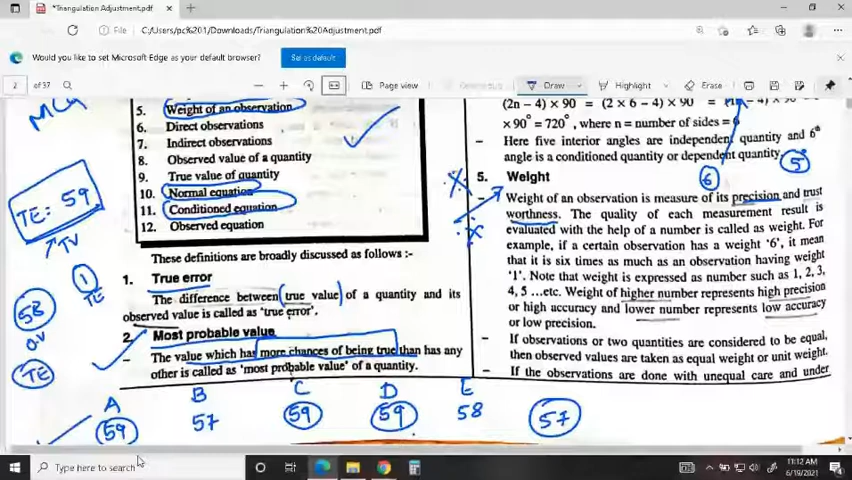 *Triangulation Adjustment.pdf
File
C:/Users/pc%201/Downloads/Triangulation%20Adjustment.pdf
Would you like to set Microsoft Edge as your default browser?
Set as default
2 of 37
Page view
Draw
Highlight
Erase
MCQ
5. Weight of an observation
6. Direct observations
7. Indirect observations
8. Observed value of a quantity
9. True value of quantity
10. Normal equation
11. Conditioned equation
12. Observed equation
These definitions are broadly discussed as follows :-
1. True error
The difference between (true value) of a quantity and its
observed value is called as 'true error'.
2. Most probable value
- The value which has more chances of being true than has any
other is called as 'most probable value' of a quantity.
TE: 59
TV
1
TE
58
O.V
TE
A
B
C
D
E
59
57
59
59
58
57
(2n – 4) × 90 = (2 × 6 – 4) × 90 =
× 90° = 720°, where n = number of sides = 6
- Here five interior angles are independent quantity and 6th
angle is a conditioned quantity or dependent quantity.
6
5
5. Weight
- Weight of an observation is measure of its precision and trust
worthness. The quality of each measurement result is
evaluated with the help of a number is called as weight. For
example, if a certain observation has a weight '6', it mean
that it is six times as much as an observation having weight
'1'. Note that weight is expressed as number such as 1, 2, 3,
4, 5 ...etc. Weight of higher number represents high precision
or high accuracy and lower number represents low accuracy
or low precision.
- If observations or two quantities are considered to be equal,
then observed values are taken as equal weight or unit weight.
- If the observations are done with unequal care and under
Type here to search
11:12 AM
6/19/2021